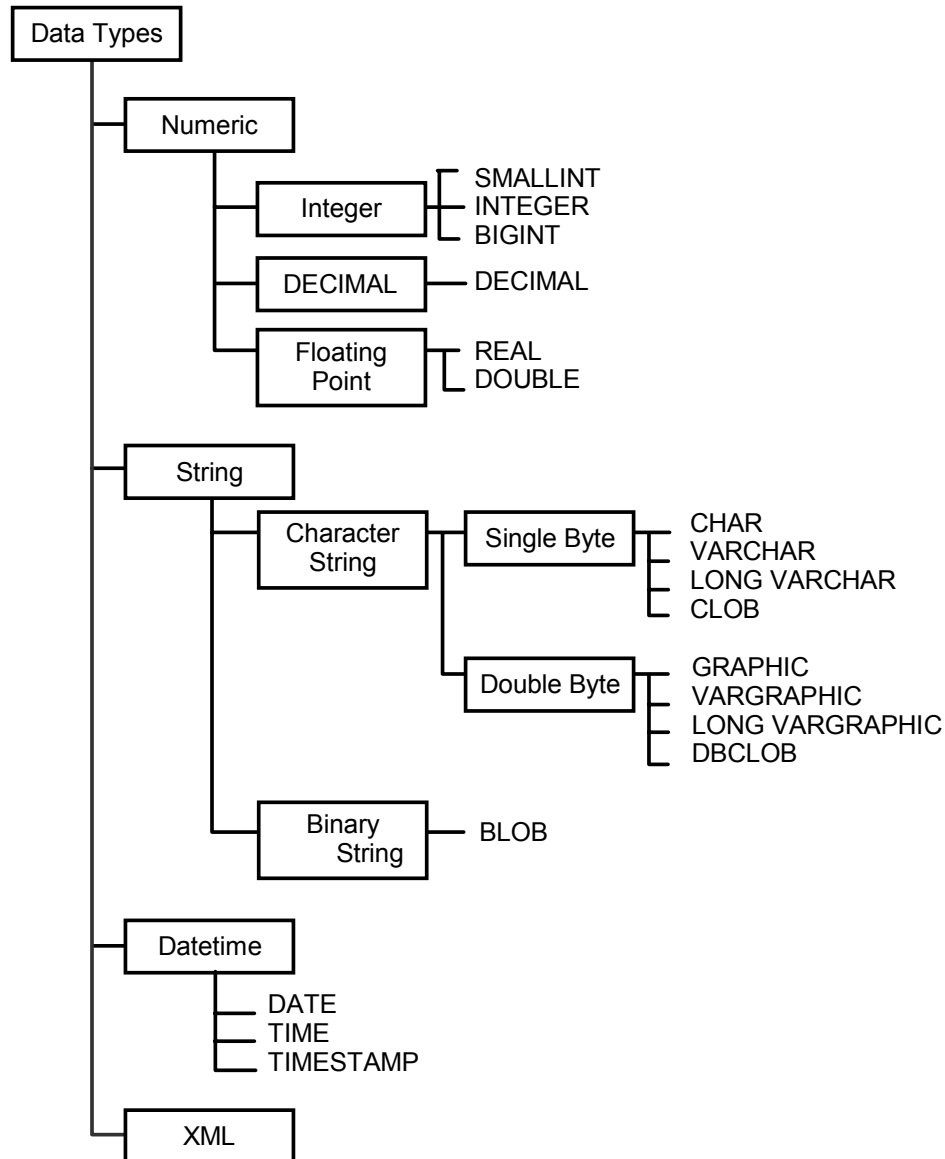 Data Types
Numeric
Integer
SMALLINT
INTEGER
BIGINT
DECIMAL
DECIMAL
Floating
Point
REAL
DOUBLE
String
Character
String
Single Byte
CHAR
VARCHAR
LONG VARCHAR
CLOB
Double Byte
GRAPHIC
VARGRAPHIC
LONG VARGRAPHIC
DBCLOB
Binary
String
BLOB
Datetime
DATE
TIME
TIMESTAMP
XML